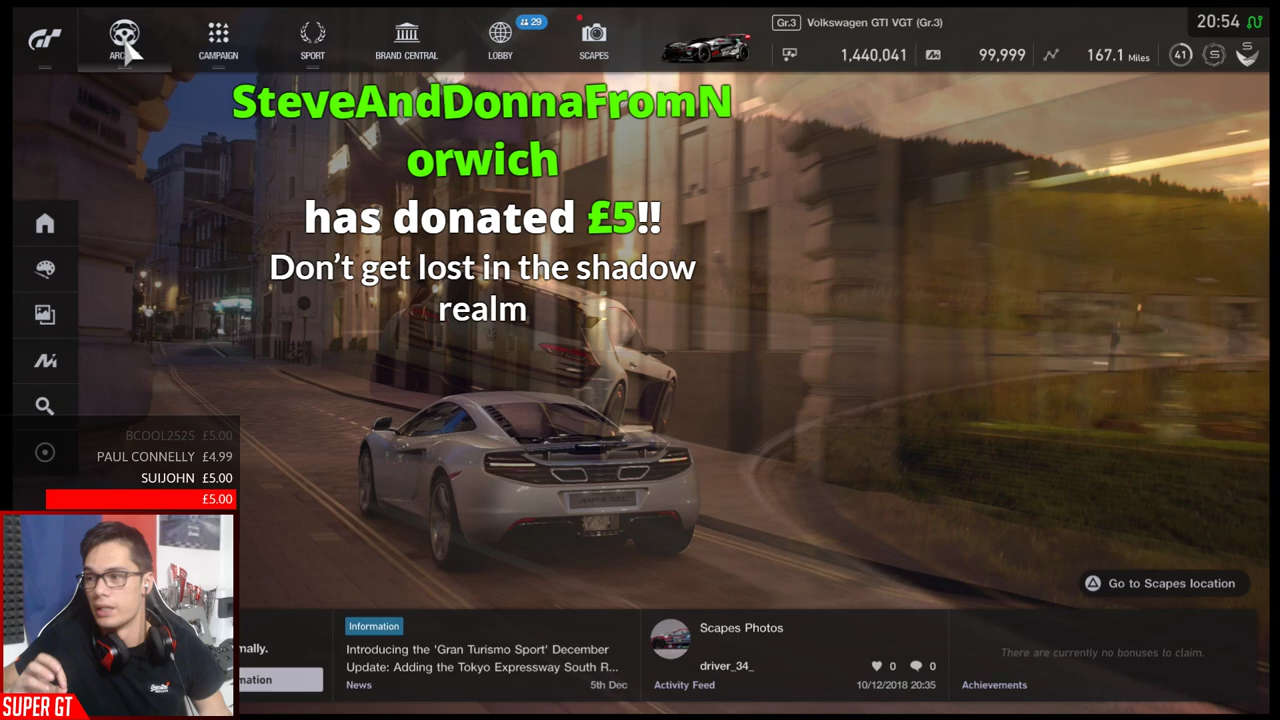 ARC
CAMPAIGN
SPORT
BRAND CENTRAL
LOBBY
29
SCAPES
Gr.3 Volkswagen GTI VGT (Gr.3)
1,440,041
99,999
167.1 Miles
41
S
S
20:54
SteveAndDonnaFromN
orwich
has donated £5!!
Don't get lost in the shadow
realm
BCOOL2525 £5.00
PAUL CONNELLY £4.99
SUIJOHN £5.00
£5.00
Go to Scapes location
mally.
mation
Information
Introducing the 'Gran Turismo Sport' December
Update: Adding the Tokyo Expressway South R...
News 5th Dec
Scapes Photos
driver_34_ 0 0
Activity Feed 10/12/2018 20:35
There are currently no bonuses to claim.
Achievements
SUPER GT